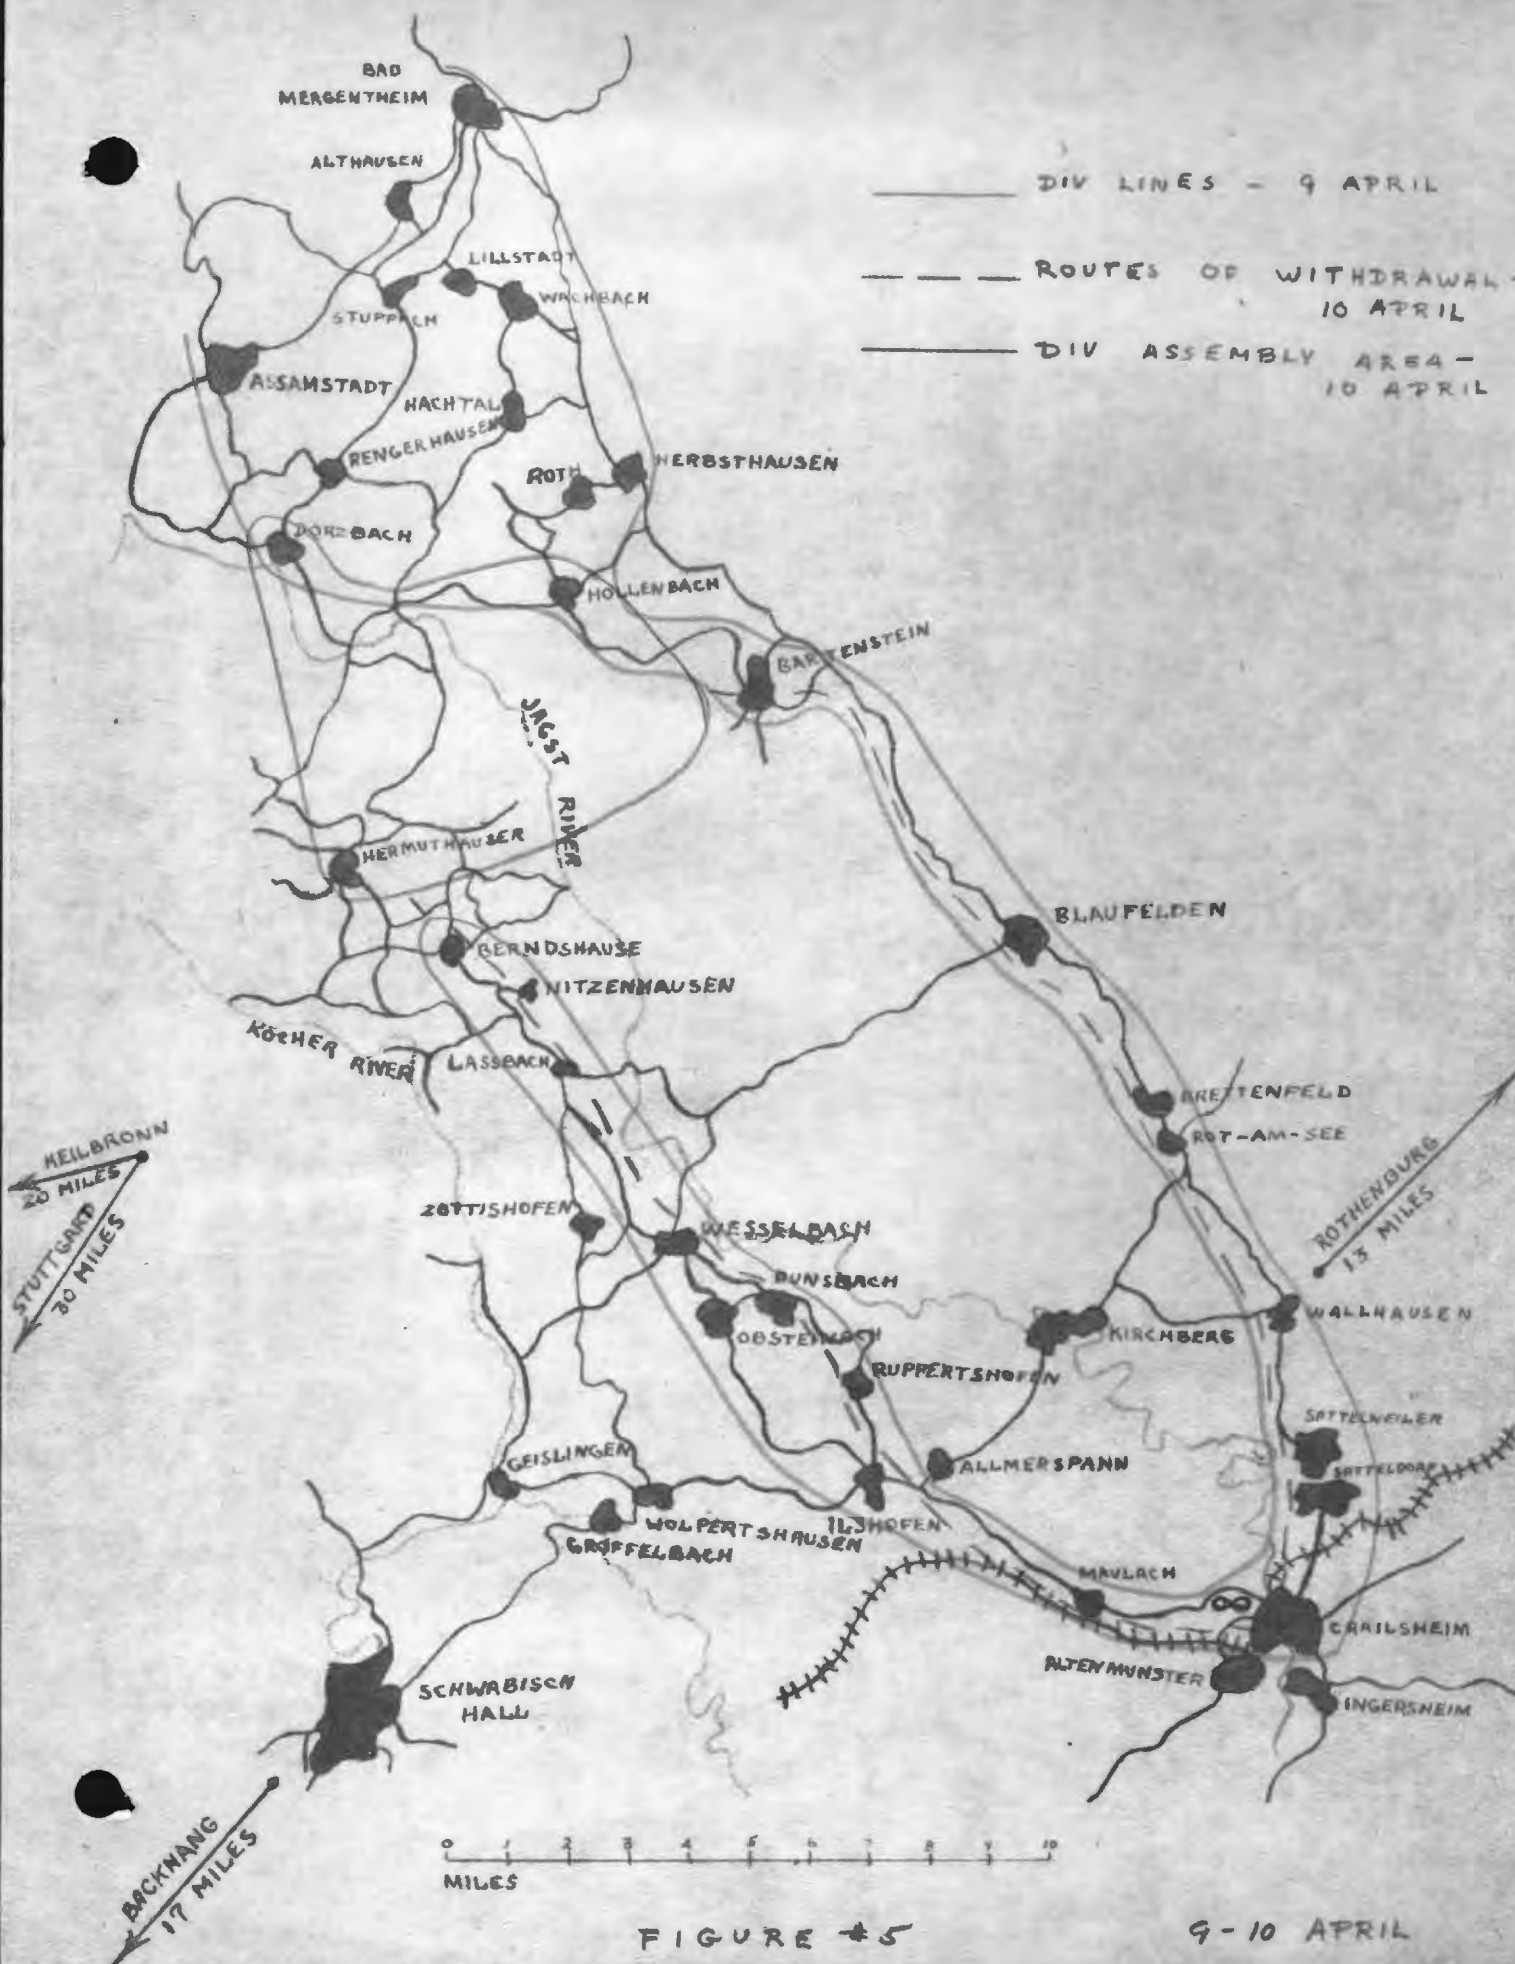 BAD
MERGENTHEIM
ALTHAUSEN
DIV LINES - 9 APRIL
LILLSTADT
ROUTES OF WITHDRAWAL -
10 APRIL
WACHBACH
STUPPACH
DIV ASSEMBLY AREA -
10 APRIL
ASSAMSTADT
HACHTAL
RENGERHAUSEN
HERBSTHAUSEN
ROTH
DORZBACH
HOLLENBACH
BARTENSTEIN
JAGST RIVER
HERMUTHAUSER
BLAUFELDEN
BERNDSHAUSE
NITZENHAUSEN
KOCHER RIVER
LASSBACH
BRETTENFELD
ROT-AM-SEE
HEILBRONN
20 MILES
STUTTGARD
30 MILES
ROTHENBURG
13 MILES
ZOTTISHOFEN
WESSELBACH
DUNSBACH
OBSTEINACH
KIRCHBERG
WALLHAUSEN
RUPPERTSHOFEN
SATTELWEILER
SATTELDORF
GEISLINGEN
ALLMERSPANN
WOLPERTSHAUSEN
ILSHOFEN
GROFFELBACH
MAULACH
CRAILSHEIM
ALTENMUNSTER
INGERSHEIM
SCHWABISCH
HALL
BACKNANG
17 MILES
0 1 2 3 4 5 6 7 8 9 10
MILES
FIGURE #5
9-10 APRIL